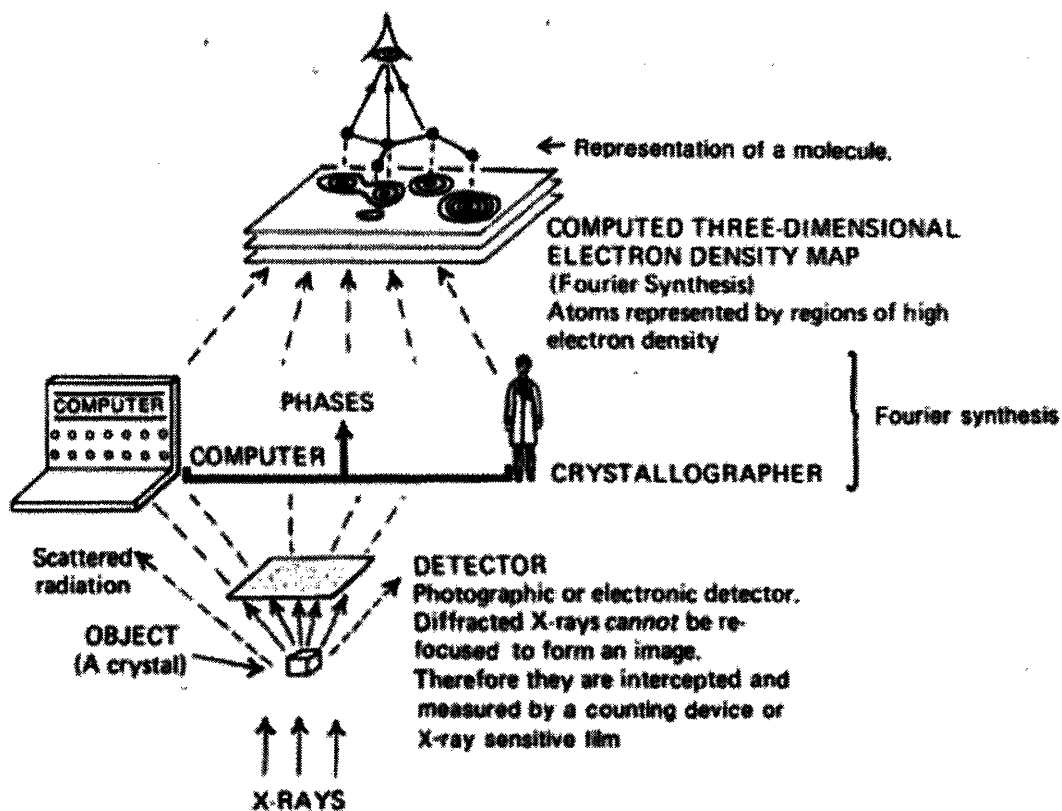 Representation of a molecule.
COMPUTED THREE-DIMENSIONAL
ELECTRON DENSITY MAP
(Fourier Synthesis)
Atoms represented by regions of high
electron density
COMPUTER
PHASES
COMPUTER
CRYSTALLOGRAPHER
Fourier synthesis
Scattered
radiation
OBJECT
(A crystal)
DETECTOR
Photographic or electronic detector.
Diffracted X-rays cannot be re-
focused to form an image.
Therefore they are intercepted and
measured by a counting device or
X-ray sensitive film
X-RAYS